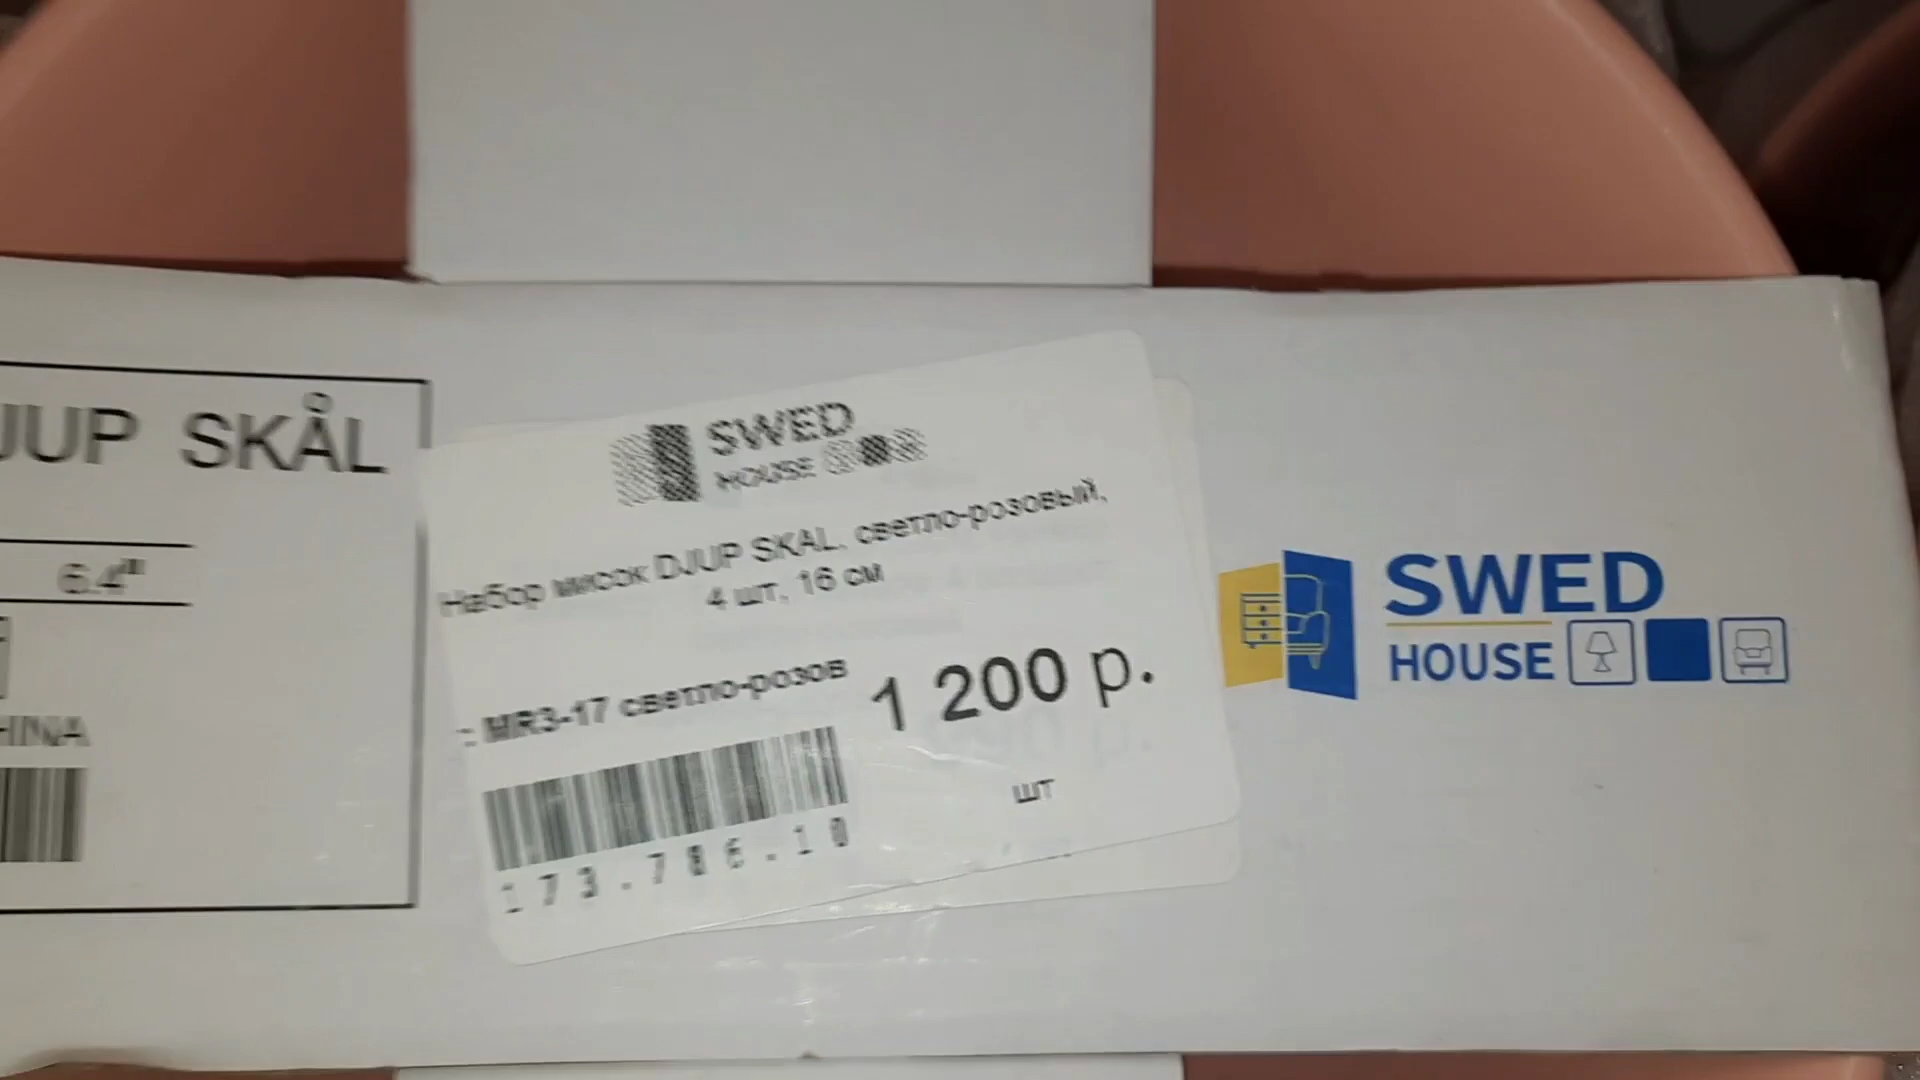 JUP SKÅL
6.4"
HINA
SWED
HOUSE
Набор мисок DJUP SKAL, светло-розовый,
4 шт, 16 см
: MR3-17 светло-розов
1 200 р.
шт
173.786.10
SWED
HOUSE